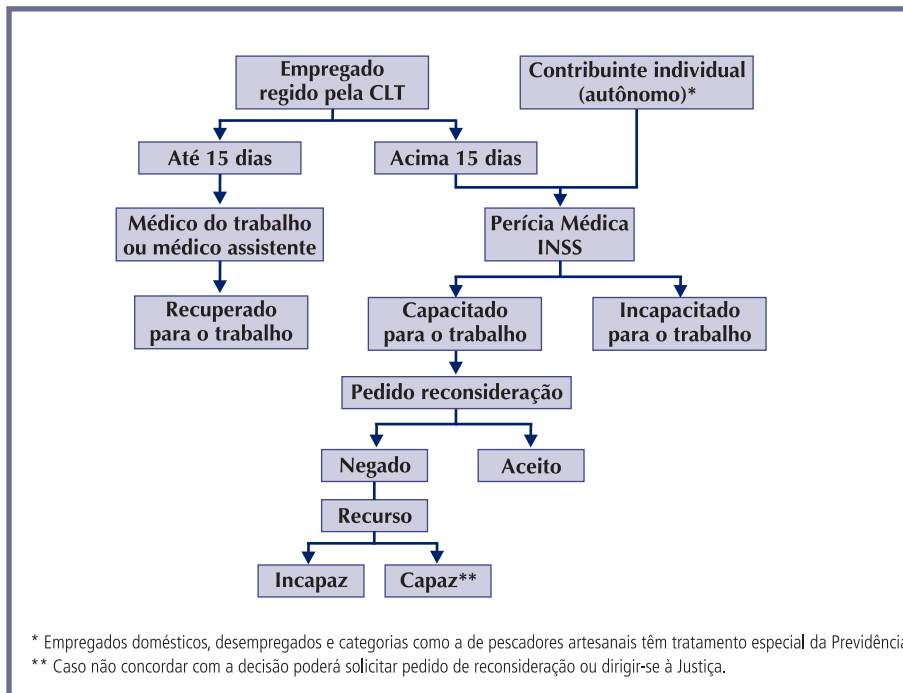 Empregado
regido pela CLT
Contribuinte individual
(autônomo)*
Até 15 dias
Acima 15 dias
Médico do trabalho
ou médico assistente
Perícia Médica
INSS
Recuperado
para o trabalho
Capacitado
para o trabalho
Incapacitado
para o trabalho
Pedido reconsideração
Negado
Aceito
Recurso
Incapaz
Capaz**
* Empregados domésticos, desempregados e categorias como a de pescadores artesanais têm tratamento especial da Previdência
** Caso não concordar com a decisão poderá solicitar pedido de reconsideração ou dirigir-se à Justiça.